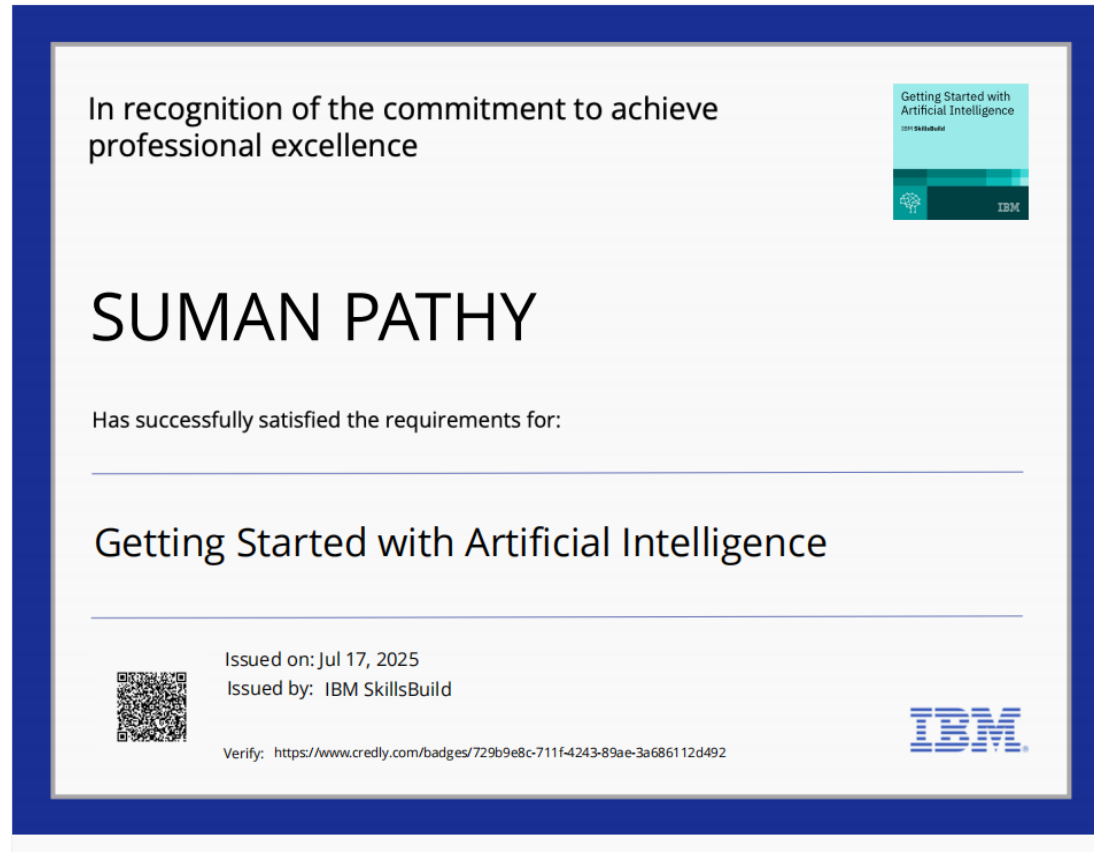 In recognition of the commitment to achieve
professional excellence
Getting Started with
Artificial Intelligence
IBM SkillsBuild
IBM
SUMAN PATHY
Has successfully satisfied the requirements for:
Getting Started with Artificial Intelligence
Issued on: Jul 17, 2025
Issued by: IBM SkillsBuild
Verify: https://www.credly.com/badges/729b9e8c-711f-4243-89ae-3a686112d492
IBM®